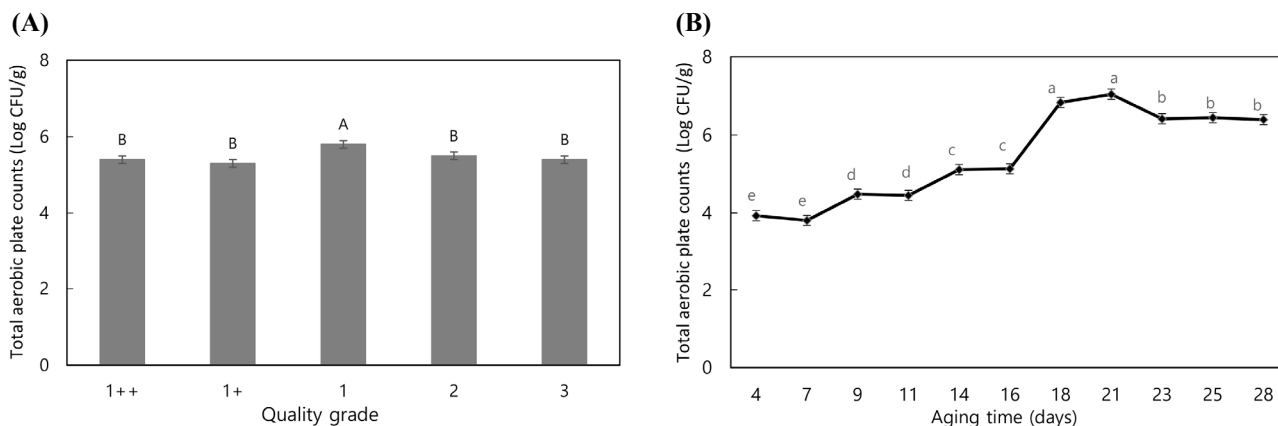 (A)
Total aerobic plate counts (Log CFU/g)
8
6
4
2
0
B
B
A
B
B
1++ 1+ 1 2 3
Quality grade
(B)
Total aerobic plate counts (Log CFU/g)
8
6
4
2
0
e e d d c c a a b b b
4 7 9 11 14 16 18 21 23 25 28
Aging time (days)